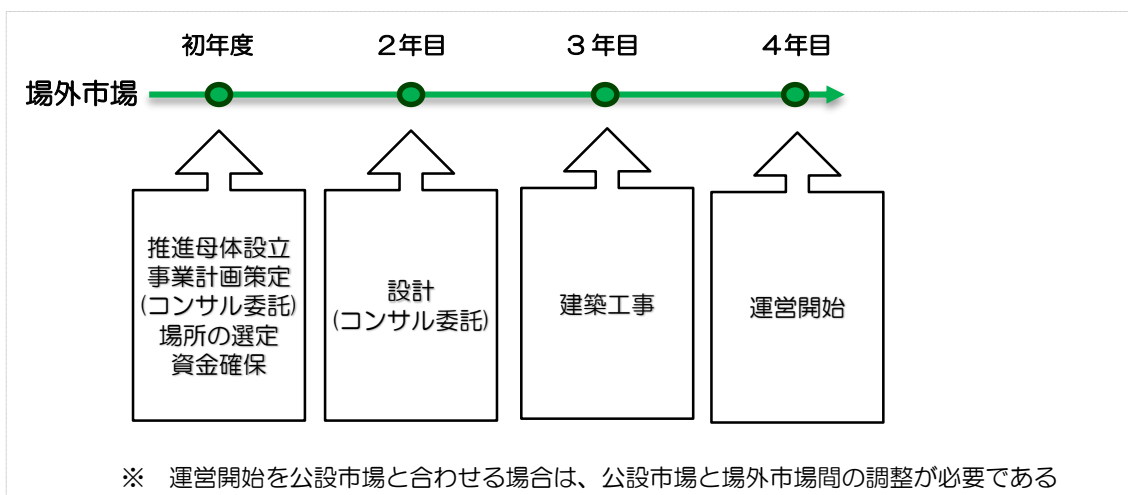 初年度 2年目 3年目 4年目
場外市場
推進母体設立
事業計画策定
(コンサル委託)
場所の選定
資金確保
設計
(コンサル委託)
建築工事
運営開始
※　運営開始を公設市場と合わせる場合は、公設市場と場外市場間の調整が必要である